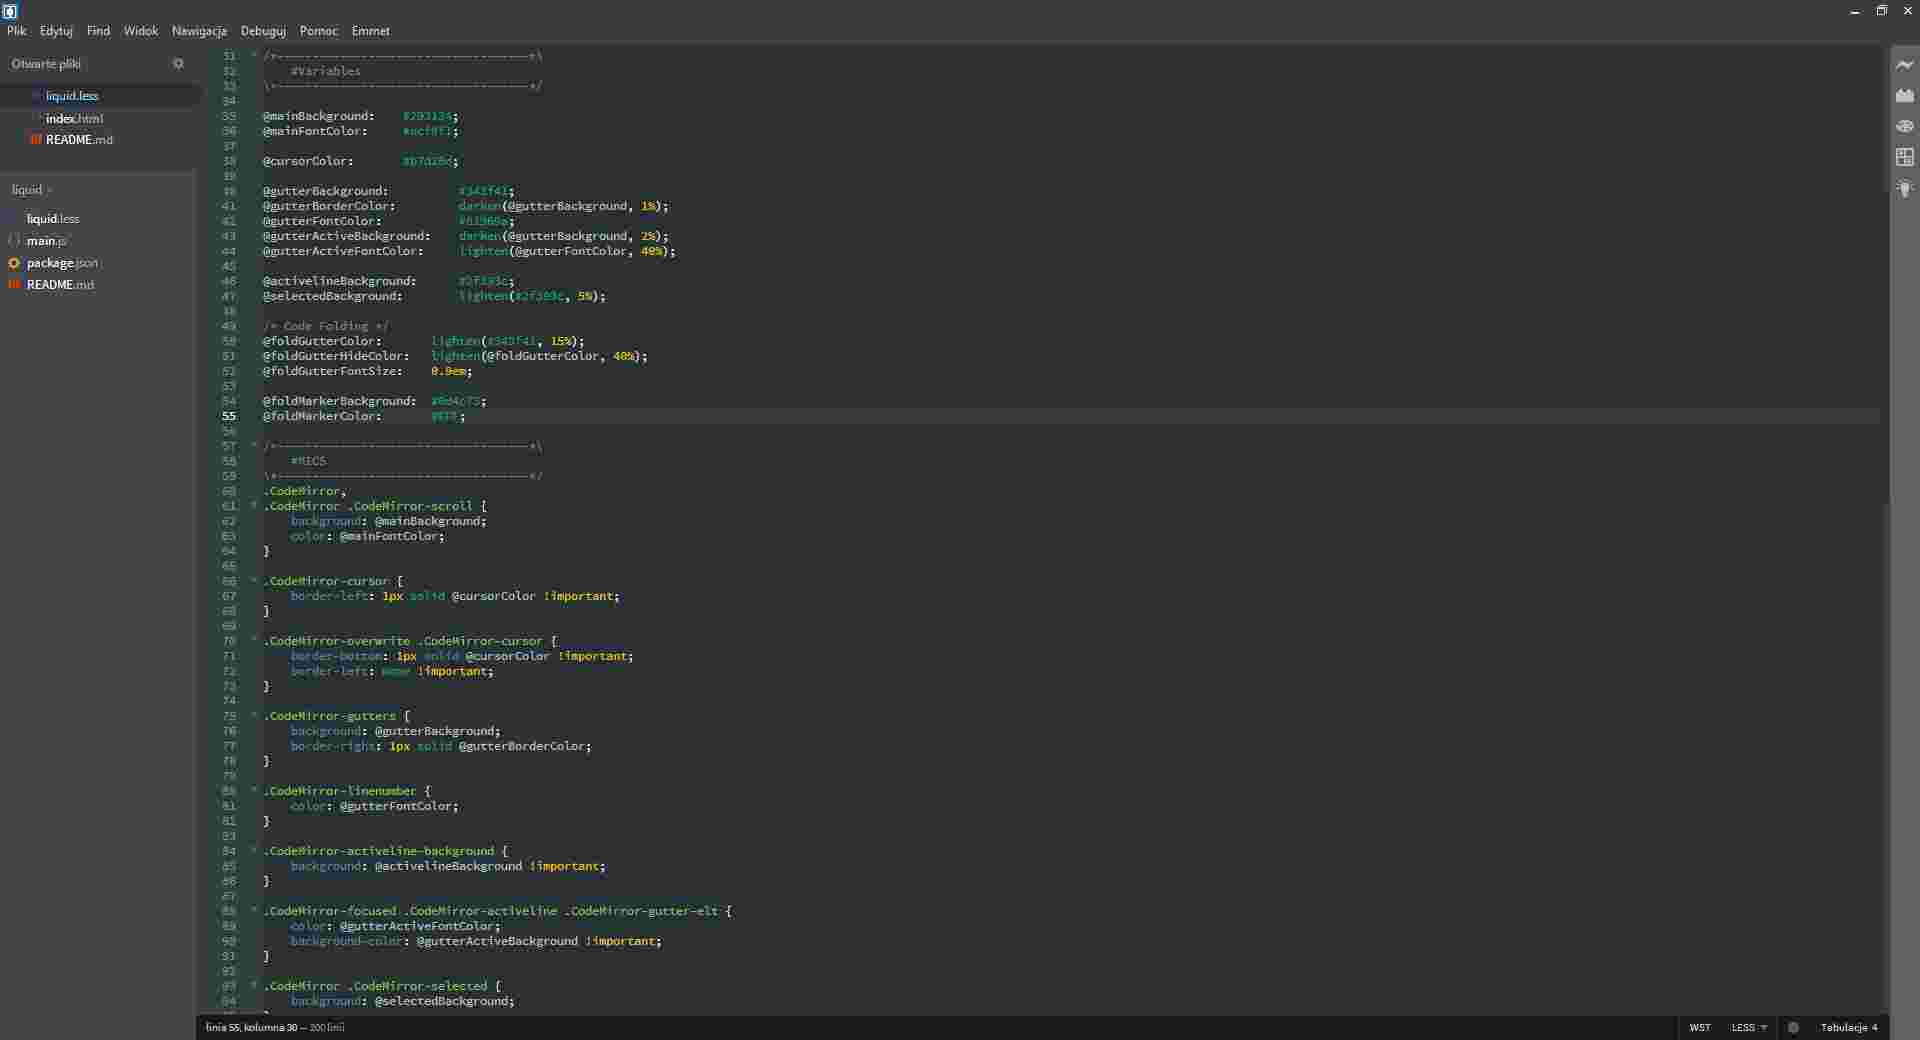 Plik Edytuj Find Widok Nawigacja Debuguj Pomoc Emmet
Otwarte pliki
liquid.less
index.html
README.md
liquid
liquid.less
main.js
package.json
README.md
31 /*------------------------------------*\
32 #Variables
33 \*------------------------------------*/
34
35 @mainBackground:
36 @mainFontColor:
37
38 @cursorColor:
39
40 @gutterBackground: #343f41;
41 @gutterBorderColor: darken(@gutterBackground, 1%);
42 @gutterFontColor:
43 @gutterActiveBackground: darken(@gutterBackground, 2%);
44 @gutterActiveFontColor: lighten(@gutterFontColor, 40%);
45
46 @activelineBackground: #2f393c;
47 @selectedBackground: lighten(#2f393c, 5%);
48
49 /* Code Folding */
50 @foldGutterColor: lighten(#343f41, 15%);
51 @foldGutterHideColor: lighten(@foldGutterColor, 40%);
52 @foldGutterFontSize: 0.9em;
53
54 @foldMarkerBackground:
55 @foldMarkerColor:
56
57 /*------------------------------------*\
58
59 \*------------------------------------*/
60 .CodeMirror,
61 .CodeMirror .CodeMirror-scroll {
62 background: @mainBackground;
63 color: @mainFontColor;
64 }
65
66 .CodeMirror-cursor {
67 border-left: 1px solid @cursorColor !important;
68 }
69
70 .CodeMirror-overwrite .CodeMirror-cursor {
71 border-bottom: 1px solid @cursorColor !important;
72 border-left: none !important;
73 }
74
75 .CodeMirror-gutters {
76 background: @gutterBackground;
77 border-right: 1px solid @gutterBorderColor;
78 }
79
80 .CodeMirror-linenumber {
81 color: @gutterFontColor;
82 }
83
84 .CodeMirror-activeline-background {
85 background: @activelineBackground !important;
86 }
87
88 .CodeMirror-focused .CodeMirror-activeline .CodeMirror-gutter-elt {
89 color: @gutterActiveFontColor;
90 background-color: @gutterActiveBackground !important;
91 }
92
93 .CodeMirror .CodeMirror-selected {
94 background: @selectedBackground;
linia 55, kolumna 30 — 200 linii
WST LESS Tabulacje 4